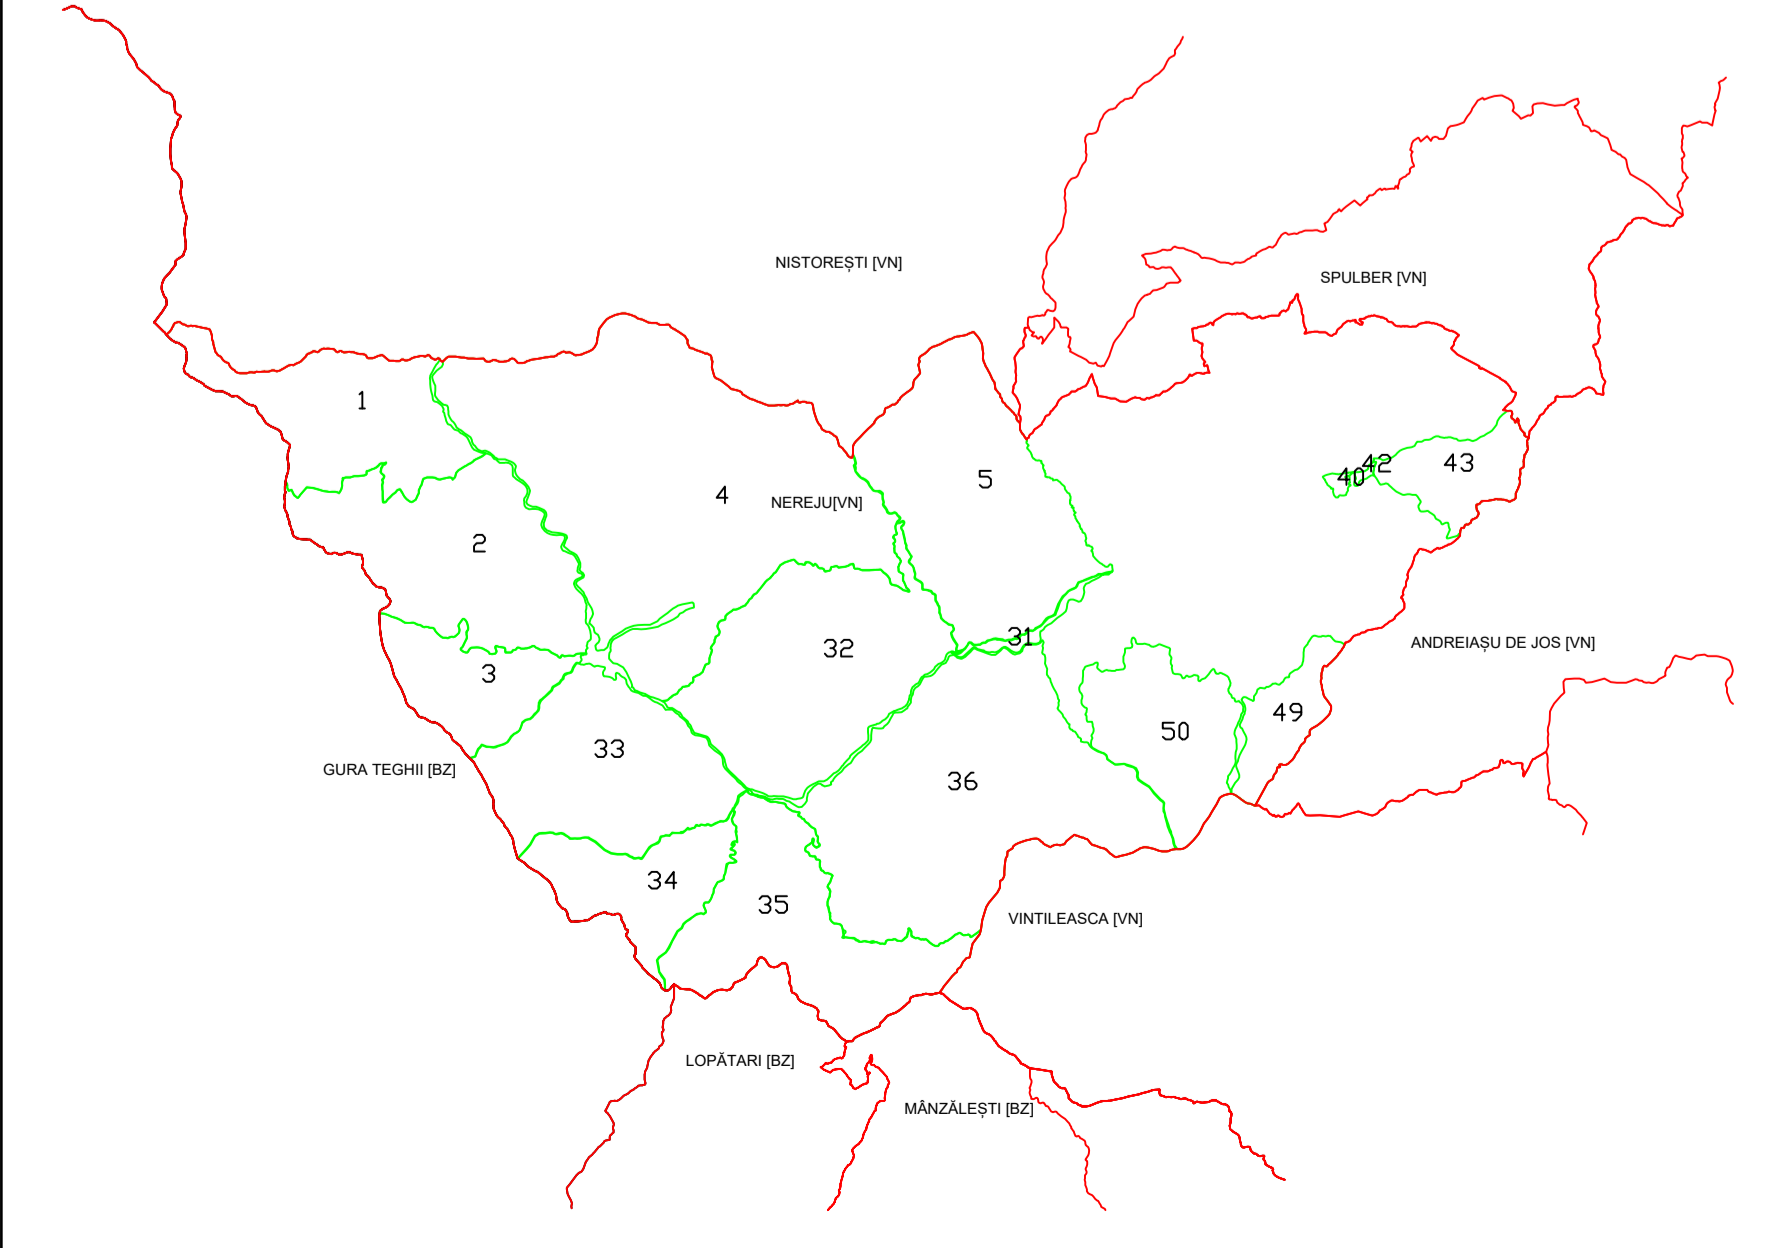 NISTOREȘTI [VN]
SPULBER [VN]
1
5
4
NEREJU[VN]
40
42
43
2
31
32
ANDREIAȘU DE JOS [VN]
3
49
50
33
GURA TEGHII [BZ]
36
34
35
VINTILEASCA [VN]
LOPĂTARI [BZ]
MÂNZĂLEȘTI [BZ]